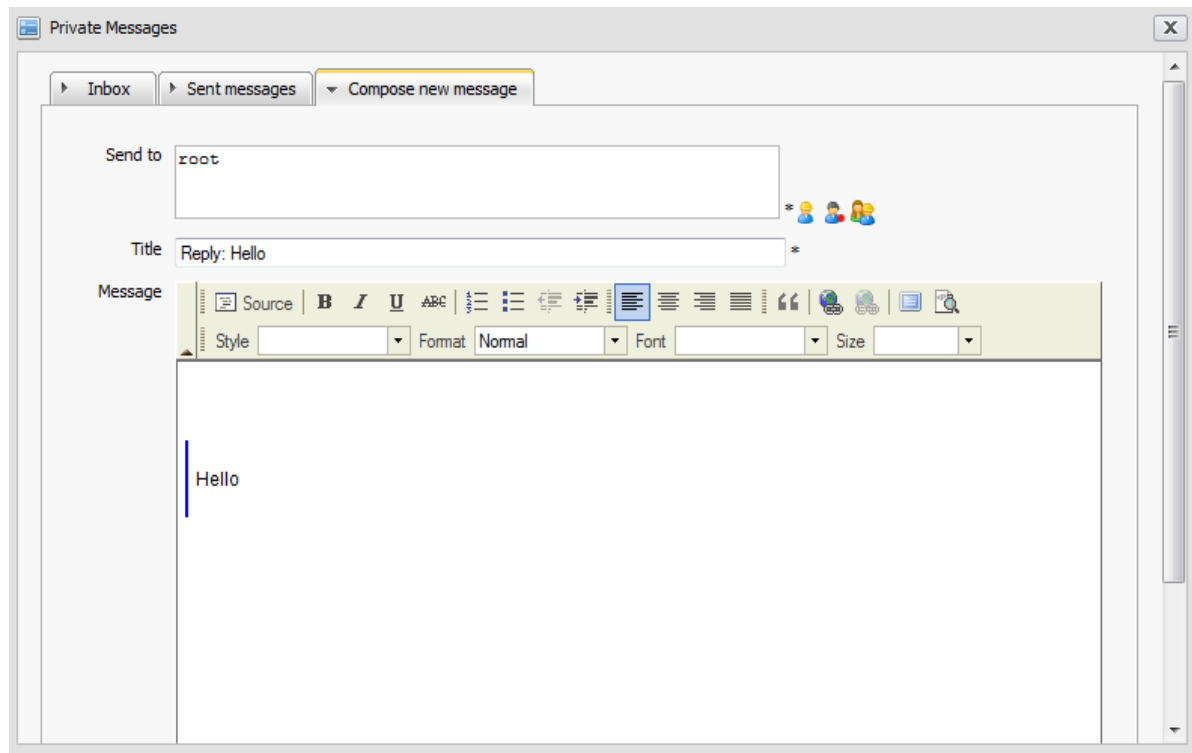 Private Messages
Inbox Sent messages Compose new message
Send to root
*
Title Reply: Hello *
Message Source B I U ABC
Style Format Normal Font Size
Hello